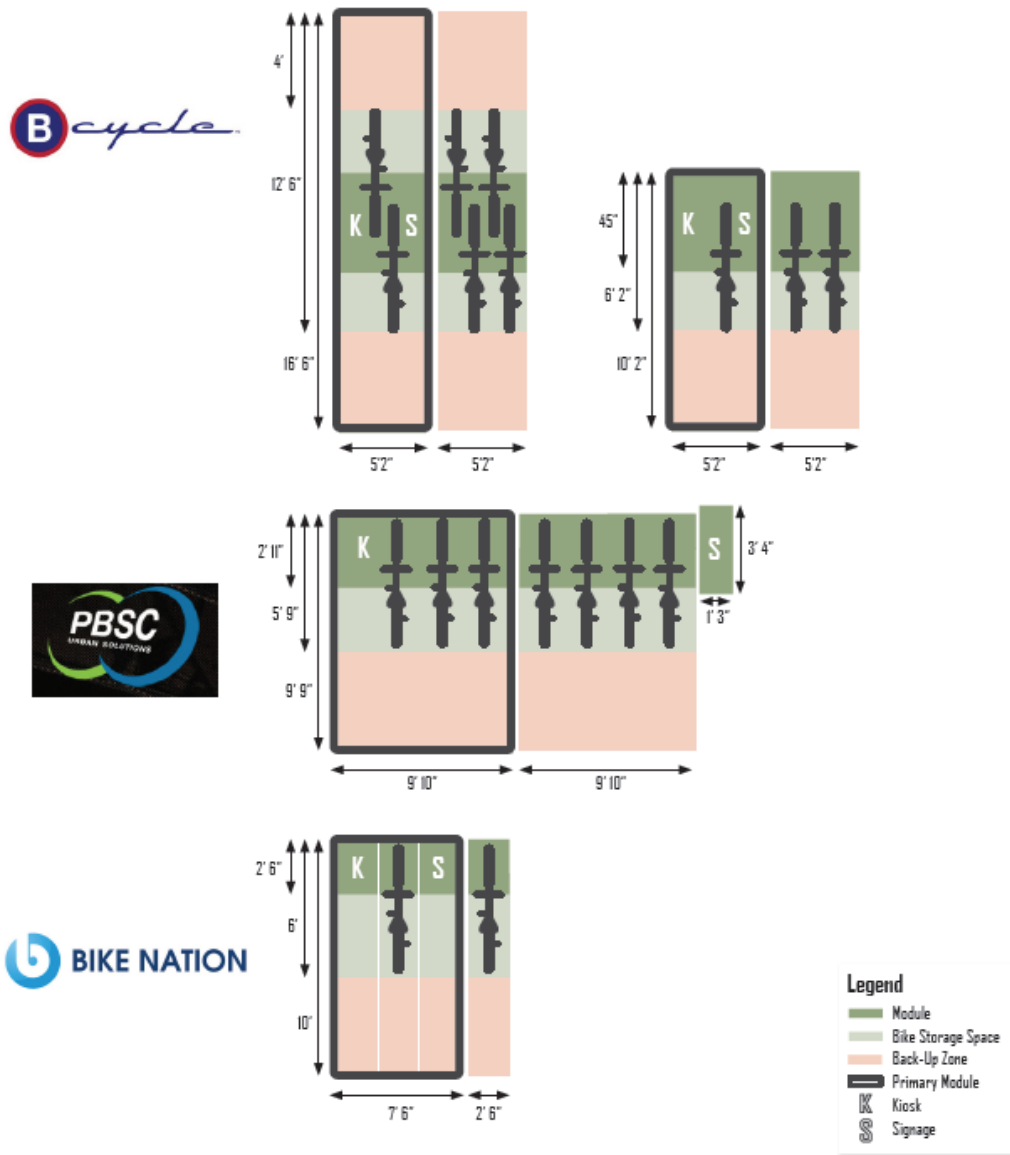 4'
B cycle
12' 6"
K S
16' 6"
5'2" 5'2"
45"
K S
6' 2"
10' 2"
5'2" 5'2"
2' 11"
K
S
3' 4"
5' 9"
1' 3"
PBSC
URBAN SOLUTIONS
9' 9"
9' 10" 9' 10"
2' 6"
K S
6'
b BIKE NATION
10'
7' 6" 2' 6"
Legend
Module
Bike Storage Space
Back-Up Zone
Primary Module
K Kiosk
S Signage